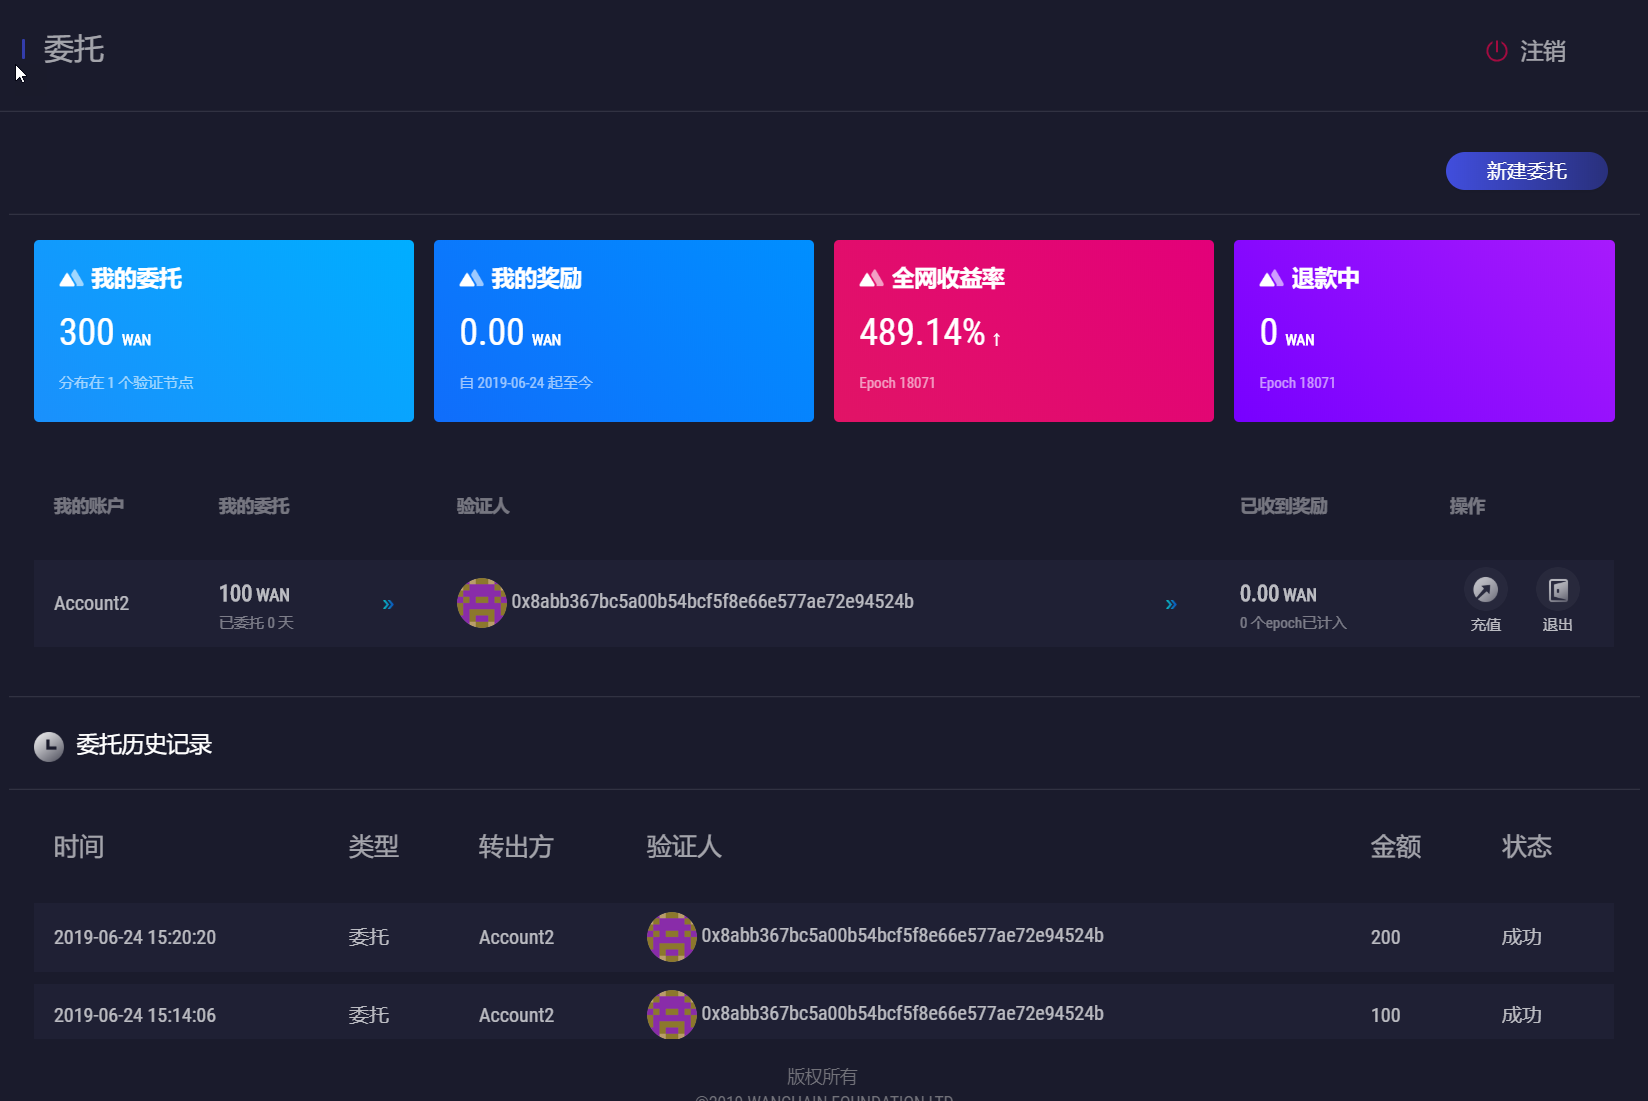 委托
注销
新建委托
我的委托
300 WAN
分布在 1 个验证节点
我的奖励
0.00 WAN
自 2019-06-24 起至今
全网收益率
489.14% ↑
Epoch 18071
退款中
0 WAN
Epoch 18071
我的账户 我的委托 验证人 已收到奖励 操作
Account2
100 WAN
已委托 0 天
»
0x8abb367bc5a00b54bcf5f8e66e577ae72e94524b
»
0.00 WAN
0 个epoch已计入
充值
退出
委托历史记录
时间 类型 转出方 验证人 金额 状态
2019-06-24 15:20:20 委托 Account2 0x8abb367bc5a00b54bcf5f8e66e577ae72e94524b 200 成功
2019-06-24 15:14:06 委托 Account2 0x8abb367bc5a00b54bcf5f8e66e577ae72e94524b 100 成功
版权所有
©2019 WANCHAIN FOUNDATION LTD